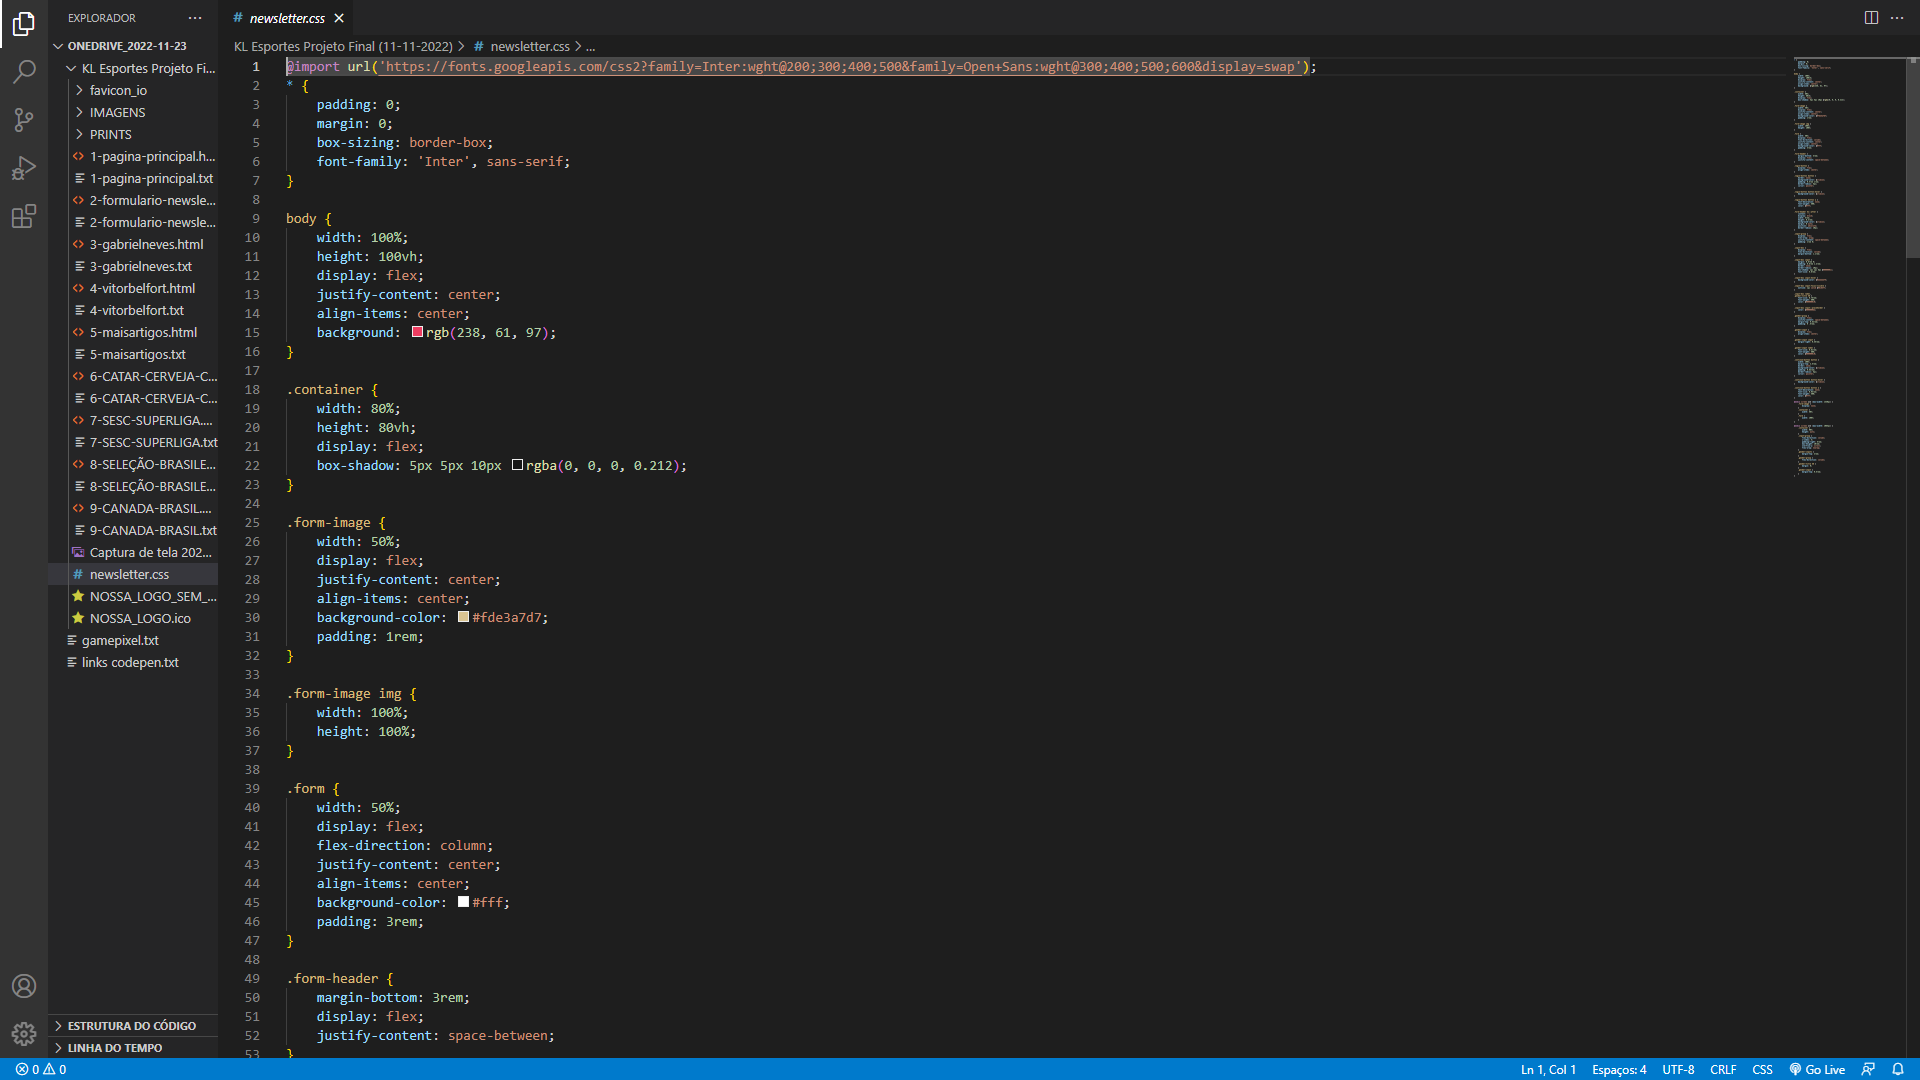 EXPLORADOR
ONEDRIVE_2022-11-23
KL Esportes Projeto Fi...
favicon_io
IMAGENS
PRINTS
1-pagina-principal.h...
1-pagina-principal.txt
2-formulario-newsle...
2-formulario-newsle...
3-gabrielneves.html
3-gabrielneves.txt
4-vitorbelfort.html
4-vitorbelfort.txt
5-maisartigos.html
5-maisartigos.txt
6-CATAR-CERVEJA-C...
6-CATAR-CERVEJA-C...
7-SESC-SUPERLIGA....
7-SESC-SUPERLIGA.txt
8-SELEÇÃO-BRASILE...
8-SELEÇÃO-BRASILE...
9-CANADA-BRASIL....
9-CANADA-BRASIL.txt
Captura de tela 202...
# newsletter.css
NOSSA_LOGO_SEM_...
NOSSA_LOGO.ico
gamepixel.txt
links codepen.txt
ESTRUTURA DO CÓDIGO
LINHA DO TEMPO
# newsletter.css
KL Esportes Projeto Final (11-11-2022) > # newsletter.css > ...
1 @import url('https://fonts.googleapis.com/css2?family=Inter:wght@200;300;400;500&family=Open+Sans:wght@300;400;500;600&display=swap');
2 * {
3 padding: 0;
4 margin: 0;
5 box-sizing: border-box;
6 font-family: 'Inter', sans-serif;
7 }
8
9 body {
10 width: 100%;
11 height: 100vh;
12 display: flex;
13 justify-content: center;
14 align-items: center;
15 background: rgb(238, 61, 97);
16 }
17
18 .container {
19 width: 80%;
20 height: 80vh;
21 display: flex;
22 box-shadow: 5px 5px 10px rgba(0, 0, 0, 0.212);
23 }
24
25 .form-image {
26 width: 50%;
27 display: flex;
28 justify-content: center;
29 align-items: center;
30 background-color: #fde3a7d7;
31 padding: 1rem;
32 }
33
34 .form-image img {
35 width: 100%;
36 height: 100%;
37 }
38
39 .form {
40 width: 50%;
41 display: flex;
42 flex-direction: column;
43 justify-content: center;
44 align-items: center;
45 background-color: #fff;
46 padding: 3rem;
47 }
48
49 .form-header {
50 margin-bottom: 3rem;
51 display: flex;
52 justify-content: space-between;
53 }
0 0
Ln 1, Col 1 Espaços: 4 UTF-8 CRLF CSS Go Live